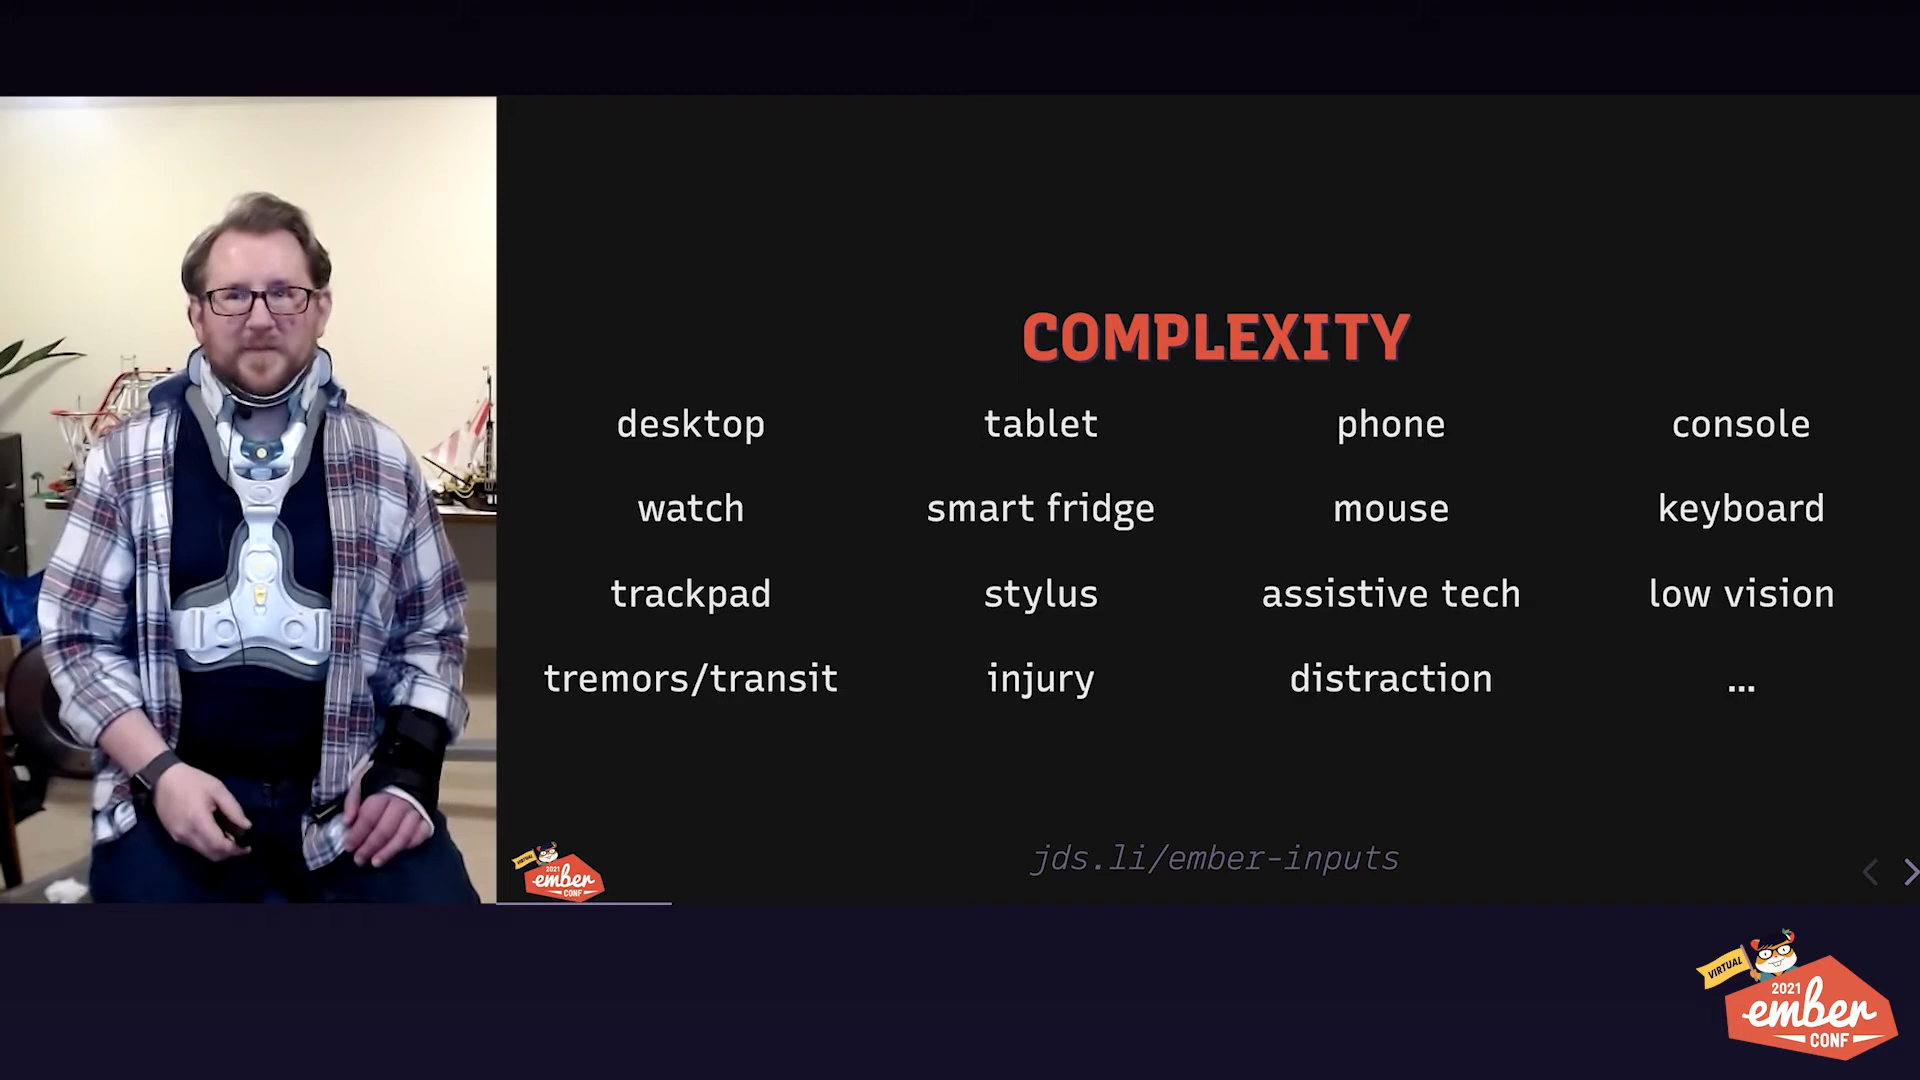 COMPLEXITY
desktop tablet phone console
watch smart fridge mouse keyboard
trackpad stylus assistive tech low vision
tremors/transit injury distraction ...
jds.li/ember-inputs
VIRTUAL
2021
ember
CONF
VIRTUAL
2021
ember
CONF